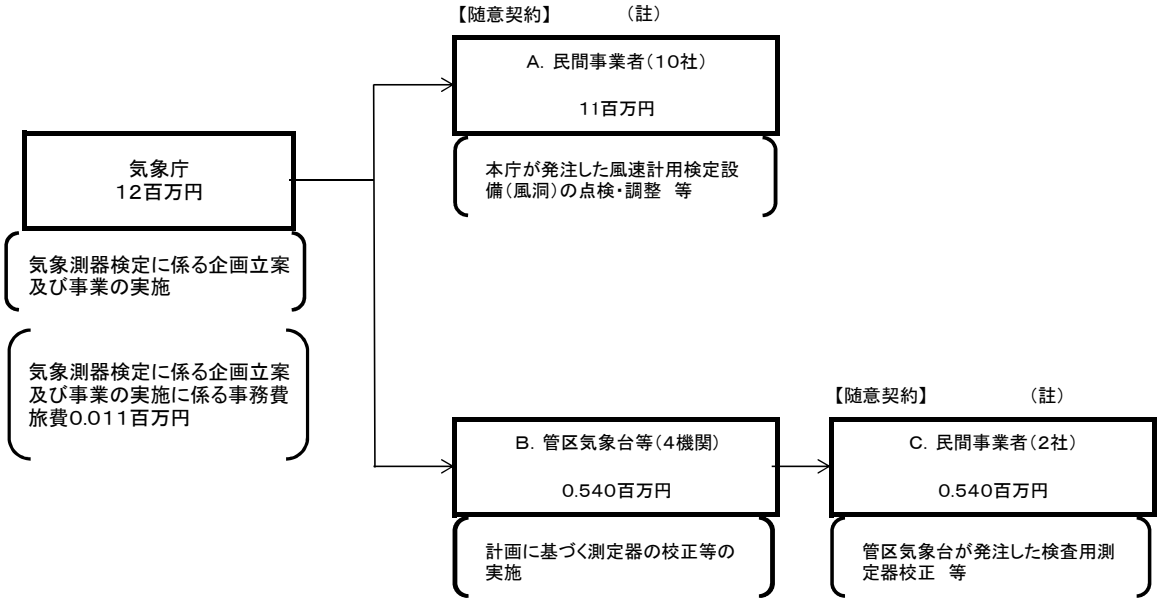 【随意契約】　（註）
A. 民間事業者(10社)
11百万円
本庁が発注した風速計用検定設
備(風洞)の点検・調整　等
気象庁
12百万円
気象測器検定に係る企画立案
及び事業の実施
気象測器検定に係る企画立案
及び事業の実施に係る事務費
旅費0.011百万円
B. 管区気象台等(4機関)
0.540百万円
計画に基づく測定器の校正等の
実施
【随意契約】　（註）
C. 民間事業者(2社)
0.540百万円
管区気象台が発注した検査用測
定器校正　等